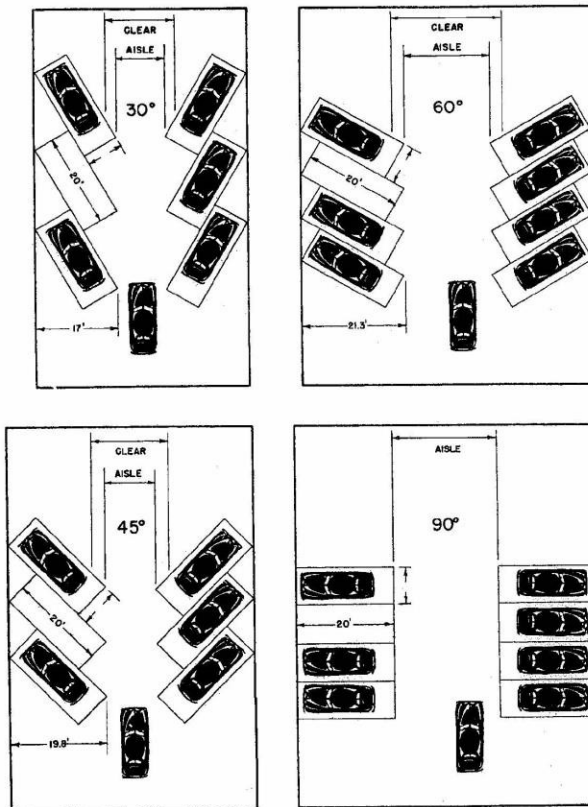 CLEAR
AISLE
30°
20'
17'
CLEAR
AISLE
60°
20'
21.3'
CLEAR
AISLE
45°
20'
19.8'
AISLE
90°
20'